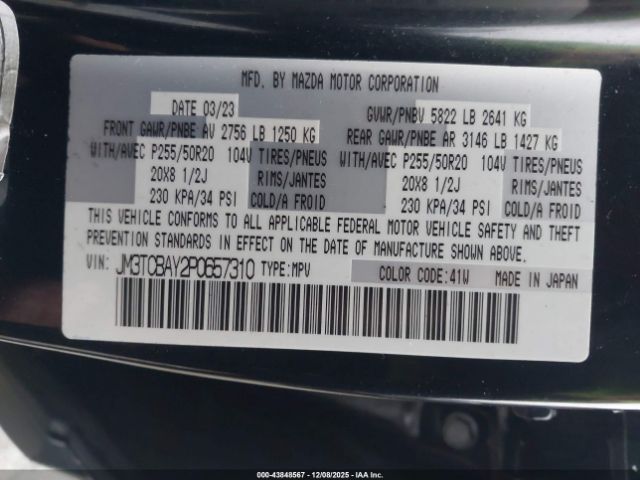 MFD. BY MAZDA MOTOR CORPORATION
DATE 03/23 GVWR/PNBV 5822 LB 2641 KG
FRONT GAWR/PNBE AV 2756 LB 1250 KG REAR GAWR/PNBE AR 3146 LB 1427 KG
WITH/AVEC P255/50R20 104V TIRES/PNEUS WITH/AVEC P255/50R20 104V TIRES/PNEUS
20X8 1/2J RIMS/JANTES 20X8 1/2J RIMS/JANTES
230 KPA/34 PSI COLD/A FROID 230 KPA/34 PSI COLD/A FROID
THIS VEHICLE CONFORMS TO ALL APPLICABLE FEDERAL MOTOR VEHICLE SAFETY AND THEFT
PREVENTION STANDARDS IN EFFECT ON THE DATE OF MANUFACTURE SHOWN ABOVE.
VIN: JM3TCBAY2P0657310 TYPE:MPV COLOR CODE:41W MADE IN JAPAN
000-43848567 - 12/08/2025 - IAA